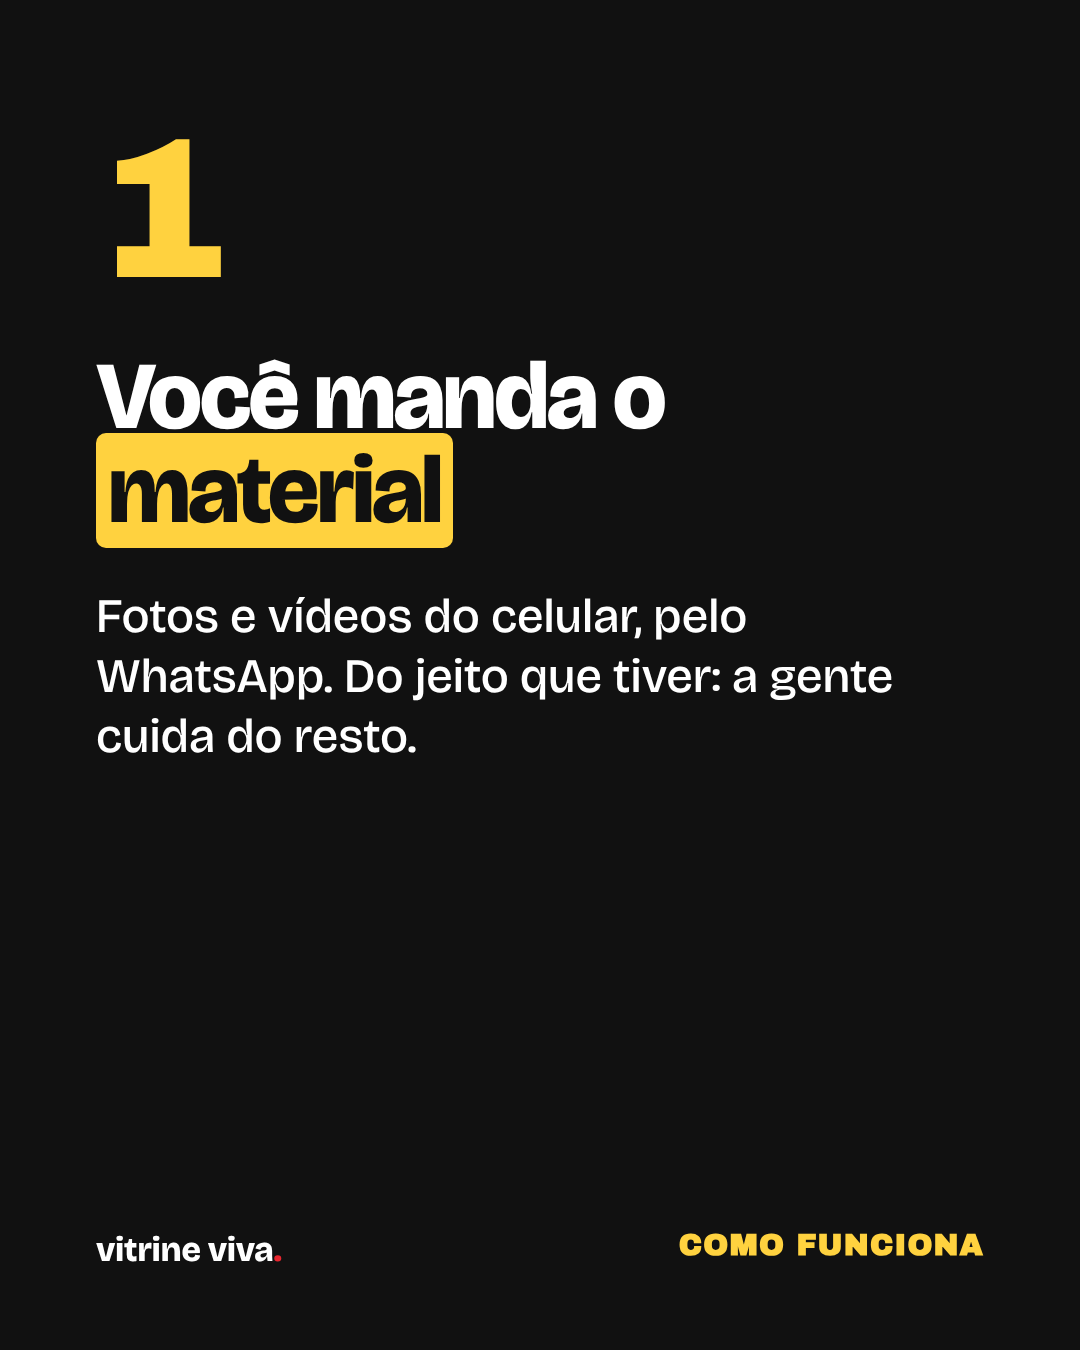 1
Você manda o
material
Fotos e vídeos do celular, pelo
WhatsApp. Do jeito que tiver: a gente
cuida do resto.
vitrine viva.
COMO FUNCIONA